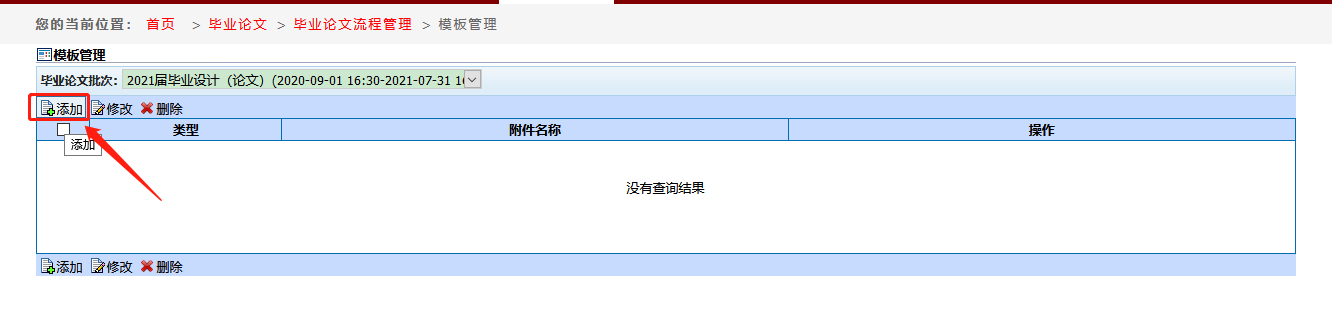 您的当前位置： 首页 > 毕业论文 > 毕业论文流程管理 > 模板管理
模板管理
毕业论文批次： 2021届毕业设计（论文）(2020-09-01 16:30-2021-07-31 16
添加 修改 删除
类型 附件名称 操作
添加
没有查询结果
添加 修改 删除